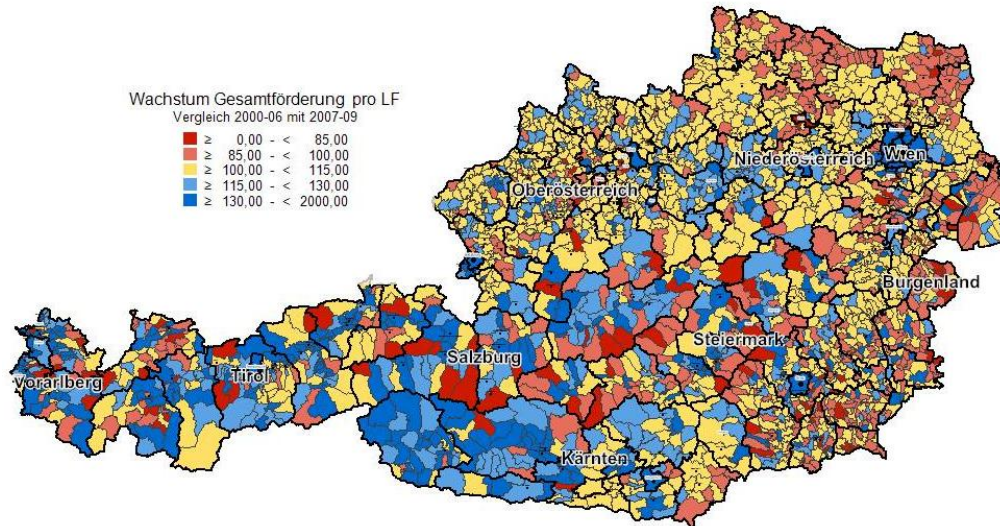 Wachstum Gesamtförderung pro LF
Vergleich 2000-06 mit 2007-09
≥ 0,00 - < 85,00
≥ 85,00 - < 100,00
≥ 100,00 - < 115,00
≥ 115,00 - < 130,00
≥ 130,00 - < 2000,00
Niederösterreich
Wien
Oberösterreich
Burgenland
Steiermark
Salzburg
Tirol
Vorarlberg
Kärnten